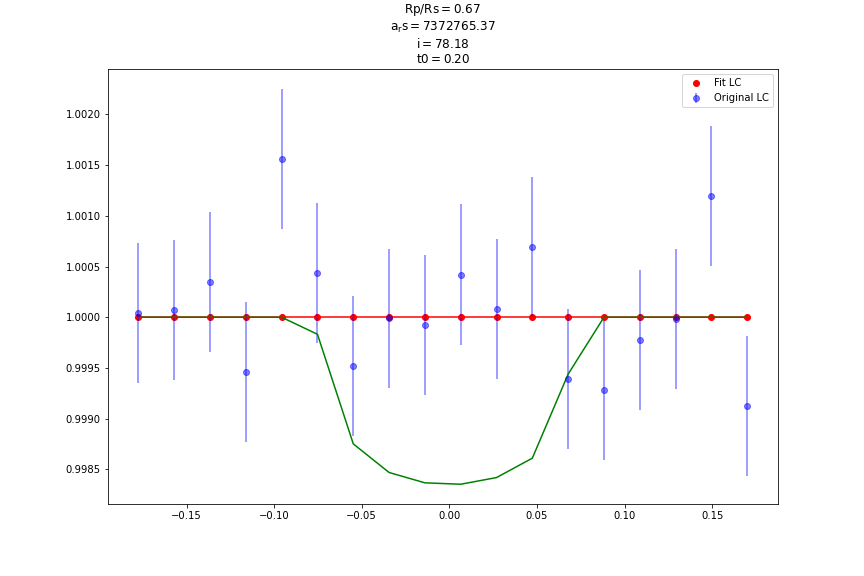 Rp/Rs = 0.67
aᵣs = 7372765.37
i = 78.18
t0 = 0.20
Fit LC
Original LC
1.0020
1.0015
1.0010
1.0005
1.0000
0.9995
0.9990
0.9985
−0.15 −0.10 −0.05 0.00 0.05 0.10 0.15